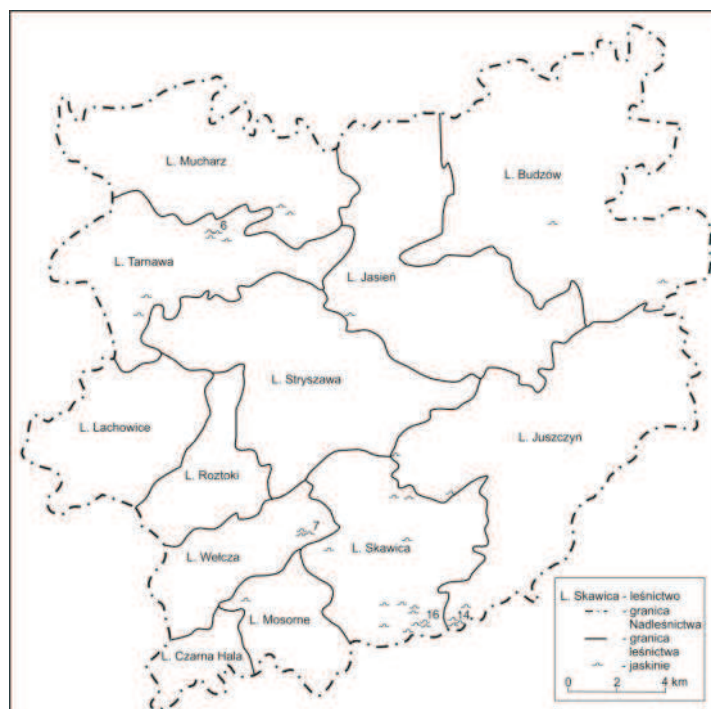 L. Mucharz
L. Budzów
6
L. Tarnawa
L. Jasień
L. Stryszawa
L. Lachowice
L. Juszczyn
L. Roztoki
7
L. Wełcza
L. Skawica
16
14
L. Mosorne
L. Czarna Hala
L. Skawica - leśnictwo
- granica
Nadleśnictwa
- granica
leśnictwa
- jaskinie
0 2 4 km